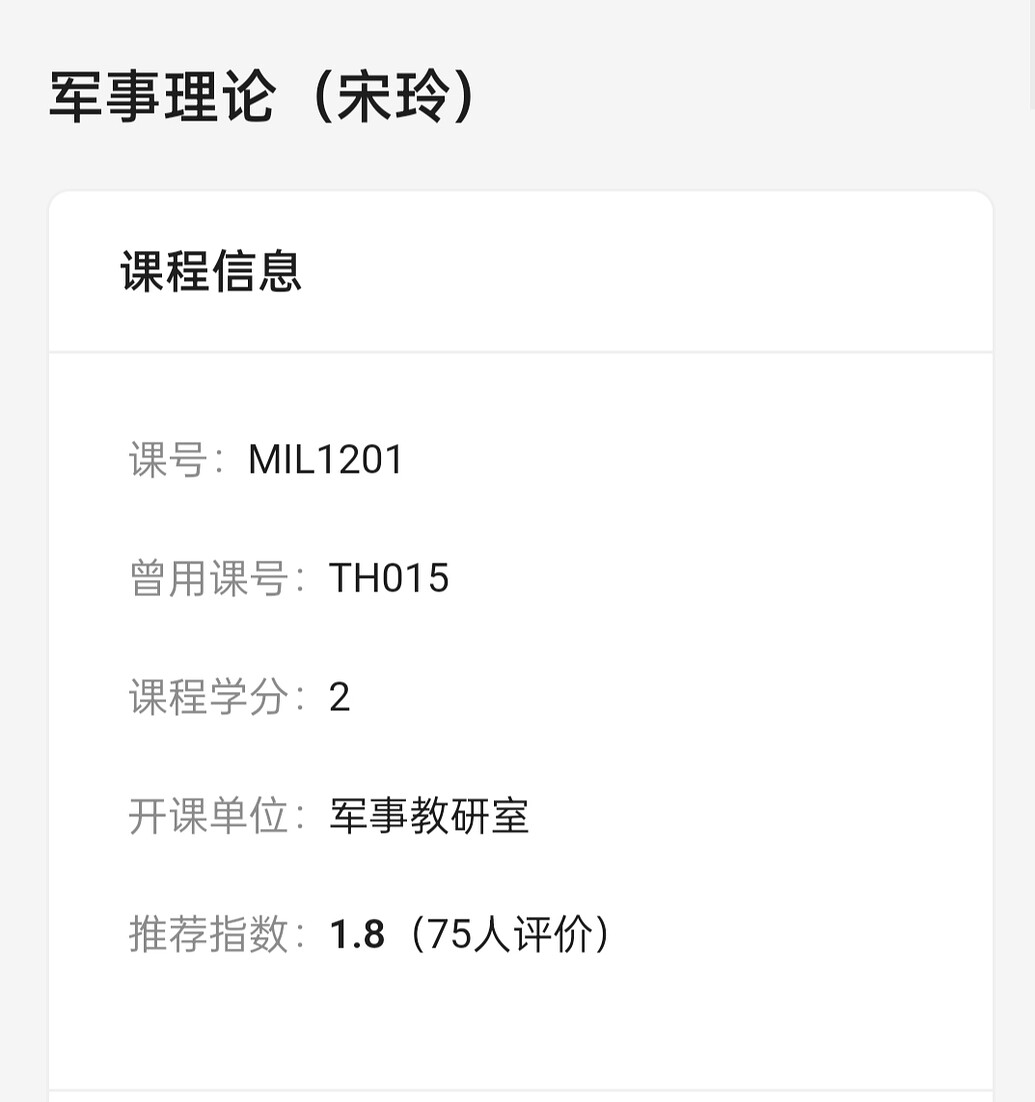 军事理论（宋玲）
课程信息
课号：MIL1201
曾用课号：TH015
课程学分：2
开课单位：军事教研室
推荐指数：1.8（75人评价）